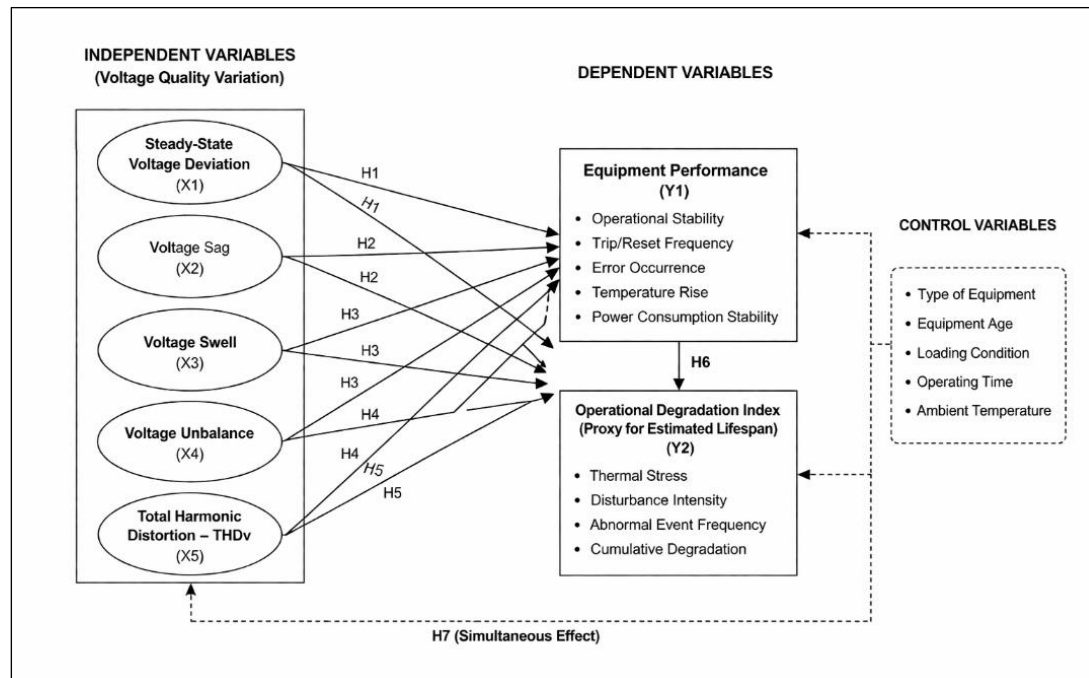 INDEPENDENT VARIABLES
(Voltage Quality Variation)
Steady-State
Voltage Deviation
(X1)
Voltage Sag
(X2)
Voltage Swell
(X3)
Voltage Unbalance
(X4)
Total Harmonic
Distortion – THDv
(X5)
H1
H1
H2
H2
H3
H3
H3
H4
H4
H5
H5
DEPENDENT VARIABLES
Equipment Performance
(Y1)
• Operational Stability
• Trip/Reset Frequency
• Error Occurrence
• Temperature Rise
• Power Consumption Stability
H6
Operational Degradation Index
(Proxy for Estimated Lifespan)
(Y2)
• Thermal Stress
• Disturbance Intensity
• Abnormal Event Frequency
• Cumulative Degradation
CONTROL VARIABLES
• Type of Equipment
• Equipment Age
• Loading Condition
• Operating Time
• Ambient Temperature
H7 (Simultaneous Effect)